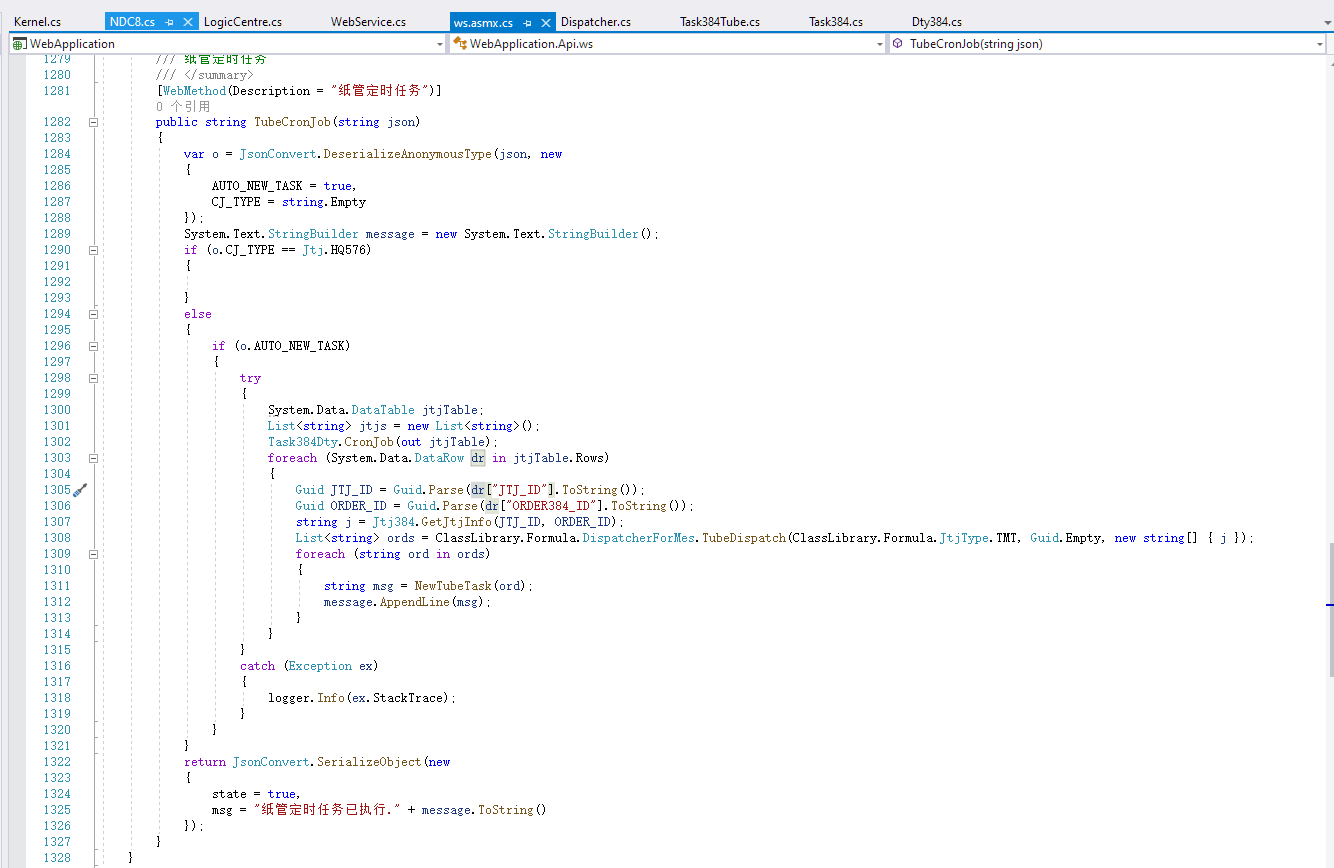 Kernel.cs NDC8.cs LogicCentre.cs WebService.cs ws.asmx.cs Dispatcher.cs Task384Tube.cs Task384.cs Dty384.cs
WebApplication WebApplication.Api.ws TubeCronJob(string json)
1279 /// 纸管定时任务
1280 /// </summary>
1281 [WebMethod(Description = "纸管定时任务")]
0 个引用
1282 public string TubeCronJob(string json)
1283 {
1284 var o = JsonConvert.DeserializeAnonymousType(json, new
1285 {
1286 AUTO_NEW_TASK = true,
1287 CJ_TYPE = string.Empty
1288 });
1289 System.Text.StringBuilder message = new System.Text.StringBuilder();
1290 if (o.CJ_TYPE == Jtj.HQ576)
1291 {
1292
1293 }
1294 else
1295 {
1296 if (o.AUTO_NEW_TASK)
1297 {
1298 try
1299 {
1300 System.Data.DataTable jtjTable;
1301 List<string> jtjs = new List<string>();
1302 Task384Dty.CronJob(out jtjTable);
1303 foreach (System.Data.DataRow dr in jtjTable.Rows)
1304 {
1305 Guid JTJ_ID = Guid.Parse(dr["JTJ_ID"].ToString());
1306 Guid ORDER_ID = Guid.Parse(dr["ORDER384_ID"].ToString());
1307 string j = Jtj384.GetJtjInfo(JTJ_ID, ORDER_ID);
1308 List<string> ords = ClassLibrary.Formula.DispatcherForMes.TubeDispatch(ClassLibrary.Formula.JtjType.TMT, Guid.Empty, new string[] { j });
1309 foreach (string ord in ords)
1310 {
1311 string msg = NewTubeTask(ord);
1312 message.AppendLine(msg);
1313 }
1314 }
1315 }
1316 catch (Exception ex)
1317 {
1318 logger.Info(ex.StackTrace);
1319 }
1320 }
1321 }
1322 return JsonConvert.SerializeObject(new
1323 {
1324 state = true,
1325 msg = "纸管定时任务已执行." + message.ToString()
1326 });
1327 }
1328 }